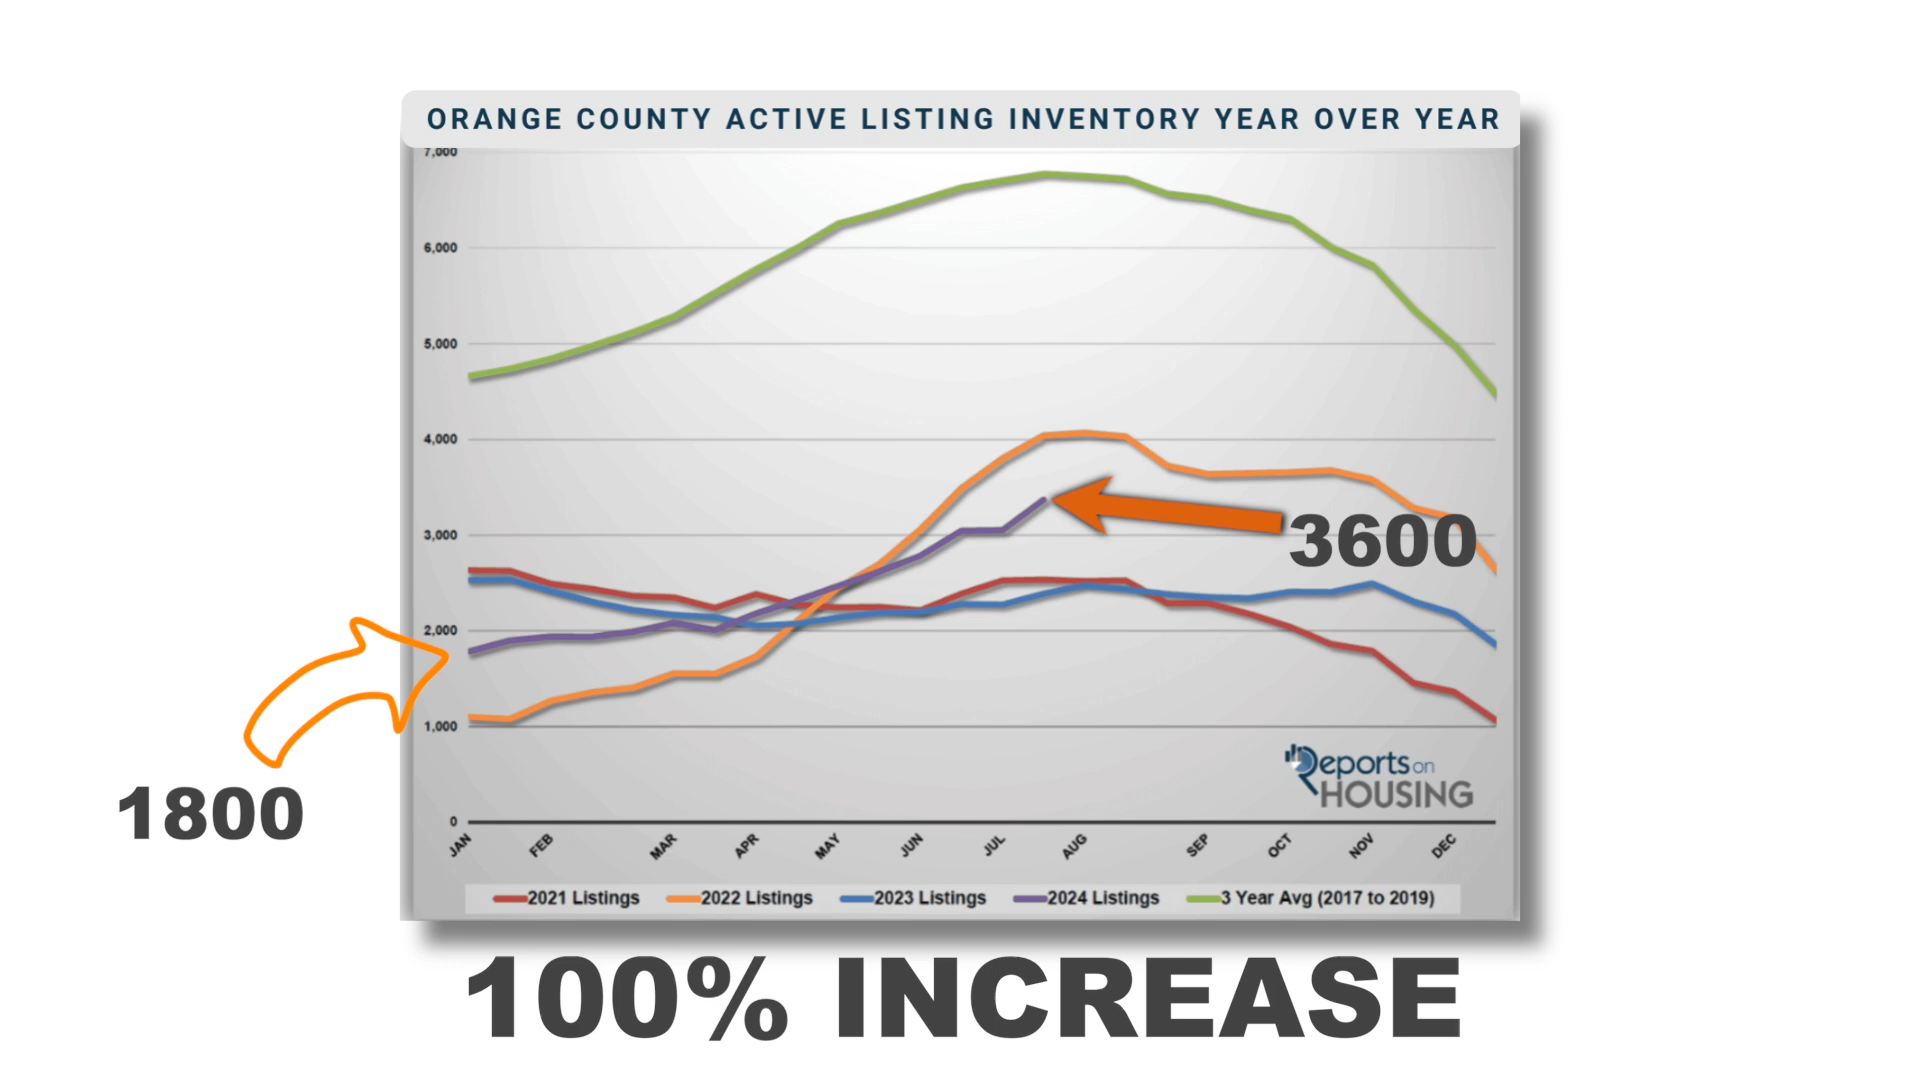 ORANGE COUNTY ACTIVE LISTING INVENTORY YEAR OVER YEAR
7,000
6,000
5,000
4,000
3,000
2,000
1,000
0
3600
1800
JAN FEB MAR APR MAY JUN JUL AUG SEP OCT NOV DEC
Reports on
HOUSING
2021 Listings 2022 Listings 2023 Listings 2024 Listings 3 Year Avg (2017 to 2019)
100% INCREASE